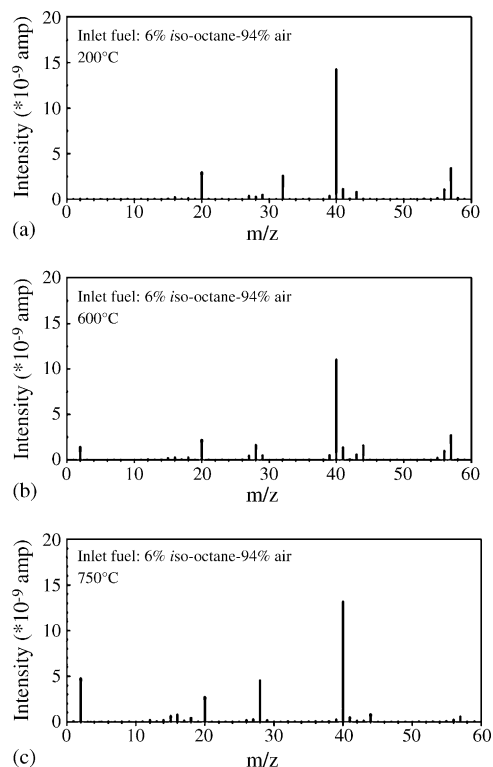 20
Inlet fuel: 6% iso-octane-94% air
200°C
15
10
5
0
Intensity (*10-9 amp)
0 10 20 30 40 50 60
m/z
(a)
20
Inlet fuel: 6% iso-octane-94% air
600°C
15
10
5
0
Intensity (*10-9 amp)
0 10 20 30 40 50 60
m/z
(b)
20
Inlet fuel: 6% iso-octane-94% air
750°C
15
10
5
0
Intensity (*10-9 amp)
0 10 20 30 40 50 60
m/z
(c)